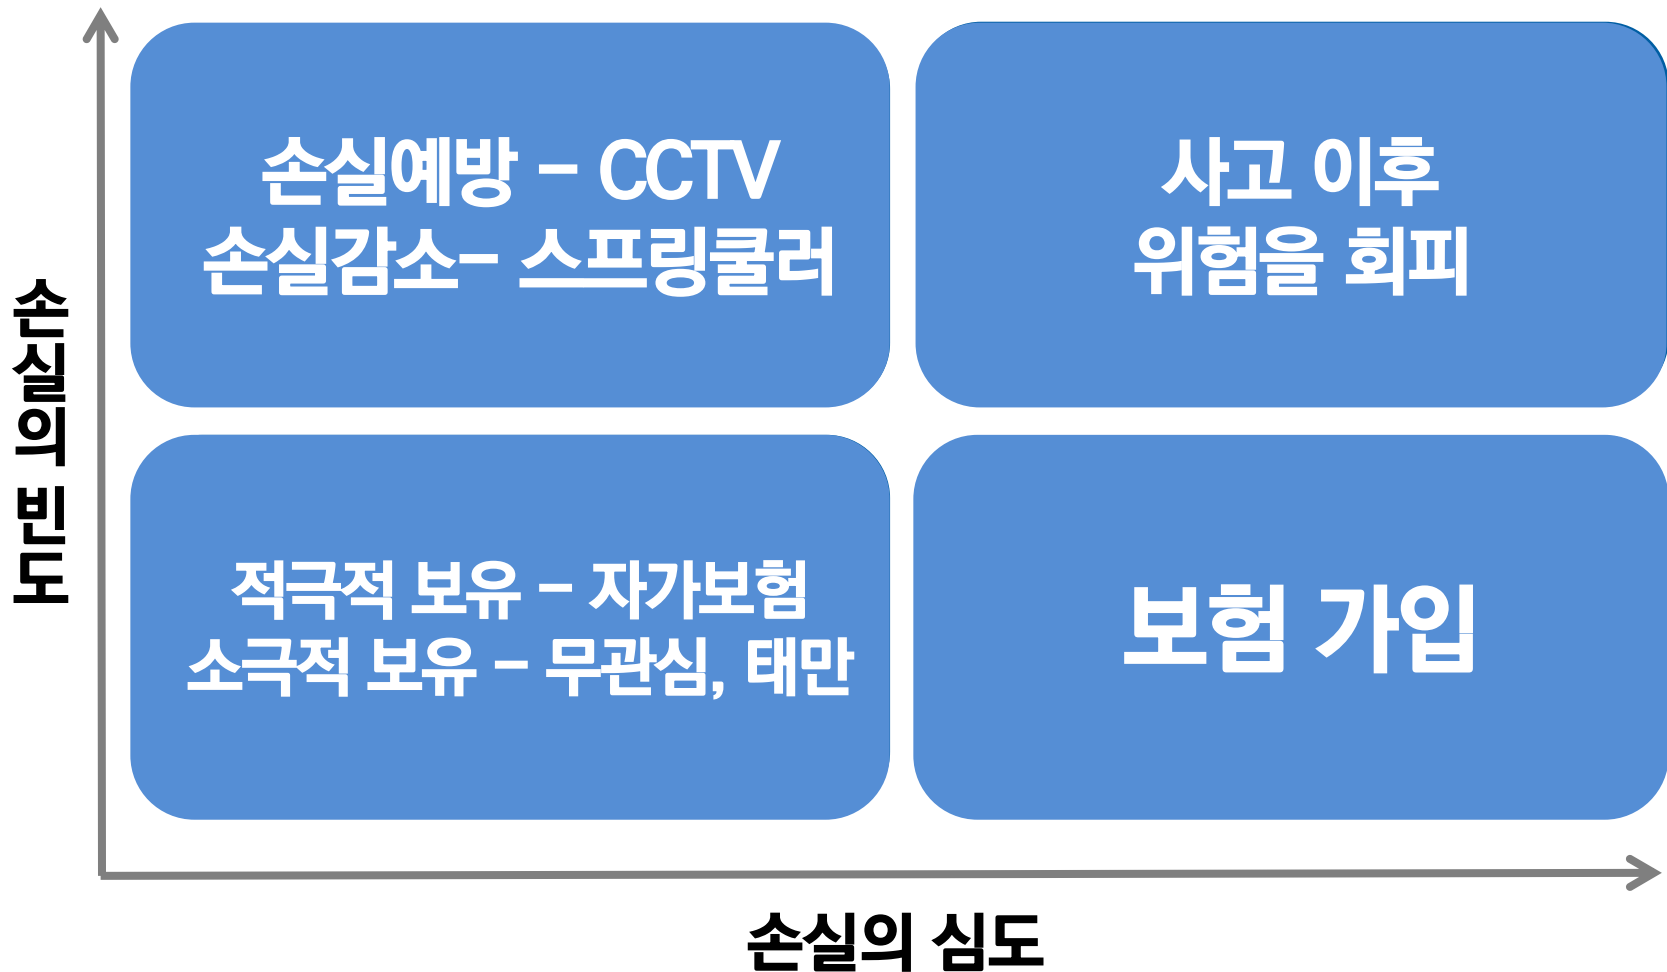 손실예방 - CCTV
손실감소- 스프링쿨러
사고 이후
위험을 회피
손실의 빈도
적극적 보유 - 자가보험
소극적 보유 - 무관심, 태만
보험 가입
손실의 심도